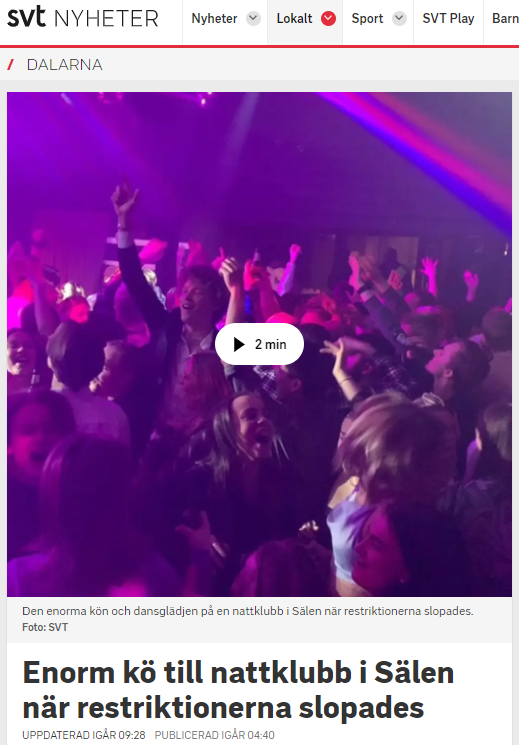 svt NYHETER
Nyheter Lokalt Sport SVT Play Barn
/ DALARNA
2 min
Den enorma kön och dansglädjen på en nattklubb i Sälen när restriktionerna slopades.
Foto: SVT
Enorm kö till nattklubb i Sälen
när restriktionerna slopades
UPPDATERAD IGÅR 09:28 PUBLICERAD IGÅR 04:40